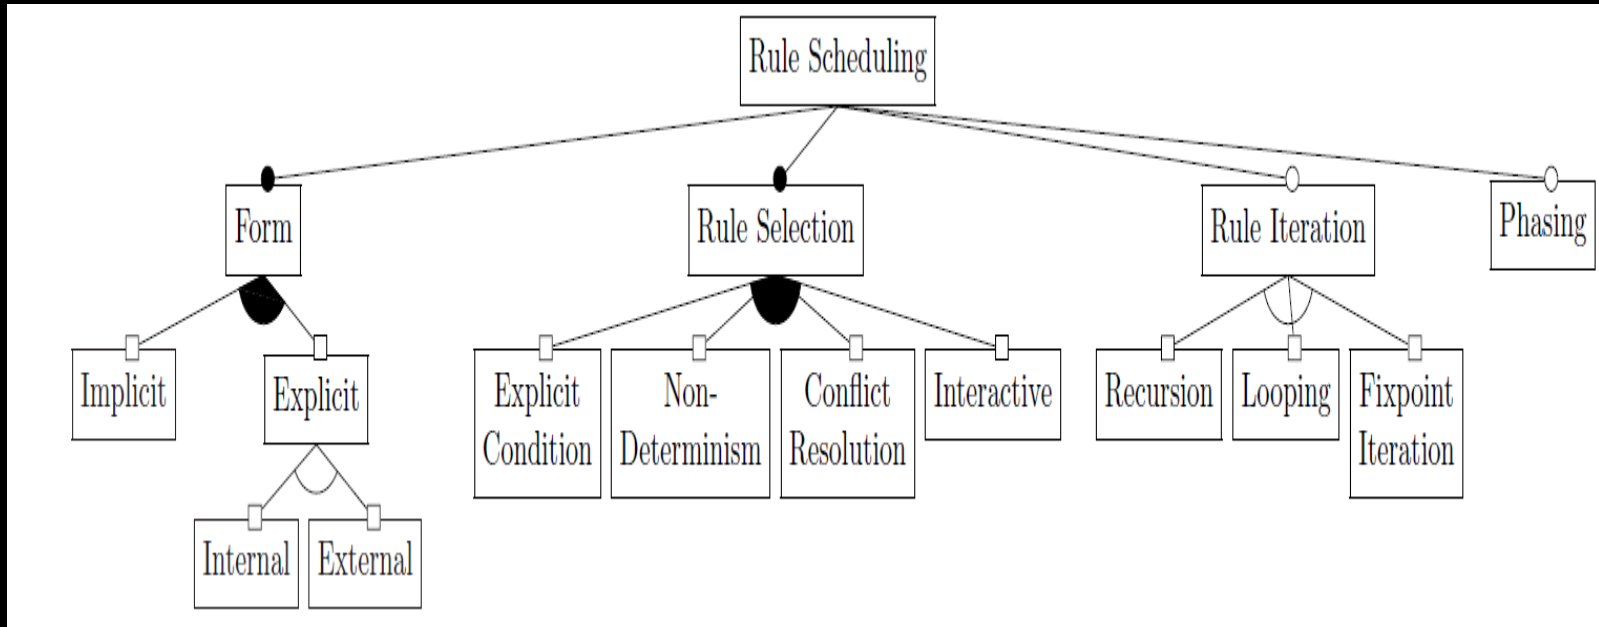 Rule Scheduling
Form
Rule Selection
Rule Iteration
Phasing
Implicit
Explicit
Explicit
Condition
Non-
Determinism
Conflict
Resolution
Interactive
Recursion
Looping
Fixpoint
Iteration
Internal
External